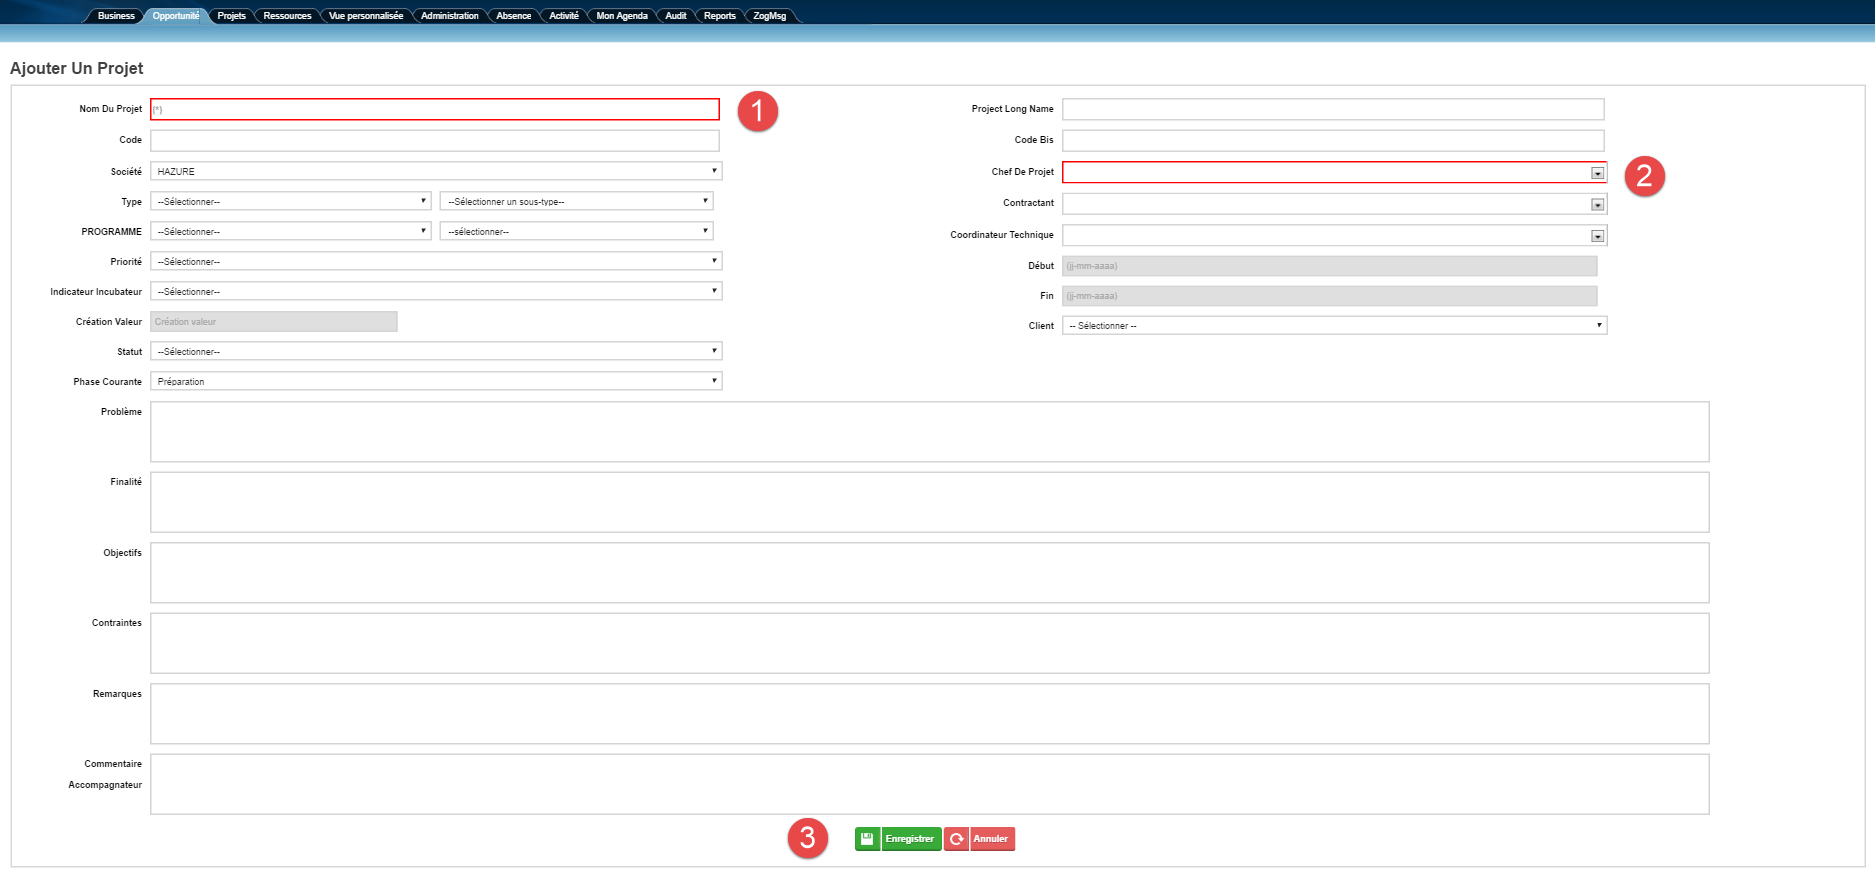 Business Opportunité Projets Ressources Vue personnalisée Administration Absence Activité Mon Agenda Audit Reports ZogMsg
Ajouter Un Projet
Nom Du Projet (*) 1
Code
Société HAZURE
Type --Sélectionner-- --Sélectionner un sous-type--
PROGRAMME --Sélectionner-- --sélectionner--
Priorité --Sélectionner--
Indicateur Incubateur --Sélectionner--
Création Valeur Création valeur
Statut --Sélectionner--
Phase Courante Préparation
Project Long Name
Code Bis
Chef De Projet 2
Contractant
Coordinateur Technique
Début (jj-mm-aaaa)
Fin (jj-mm-aaaa)
Client -- Sélectionner --
Problème
Finalité
Objectifs
Contraintes
Remarques
Commentaire
Accompagnateur
3 Enregistrer Annuler